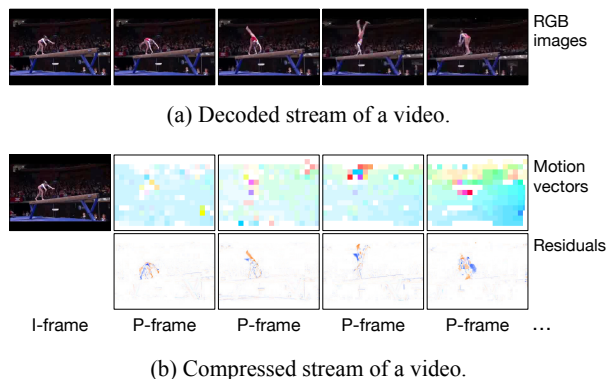 RGB
images
(a) Decoded stream of a video.
Motion
vectors
Residuals
I-frame P-frame P-frame P-frame P-frame ...
(b) Compressed stream of a video.